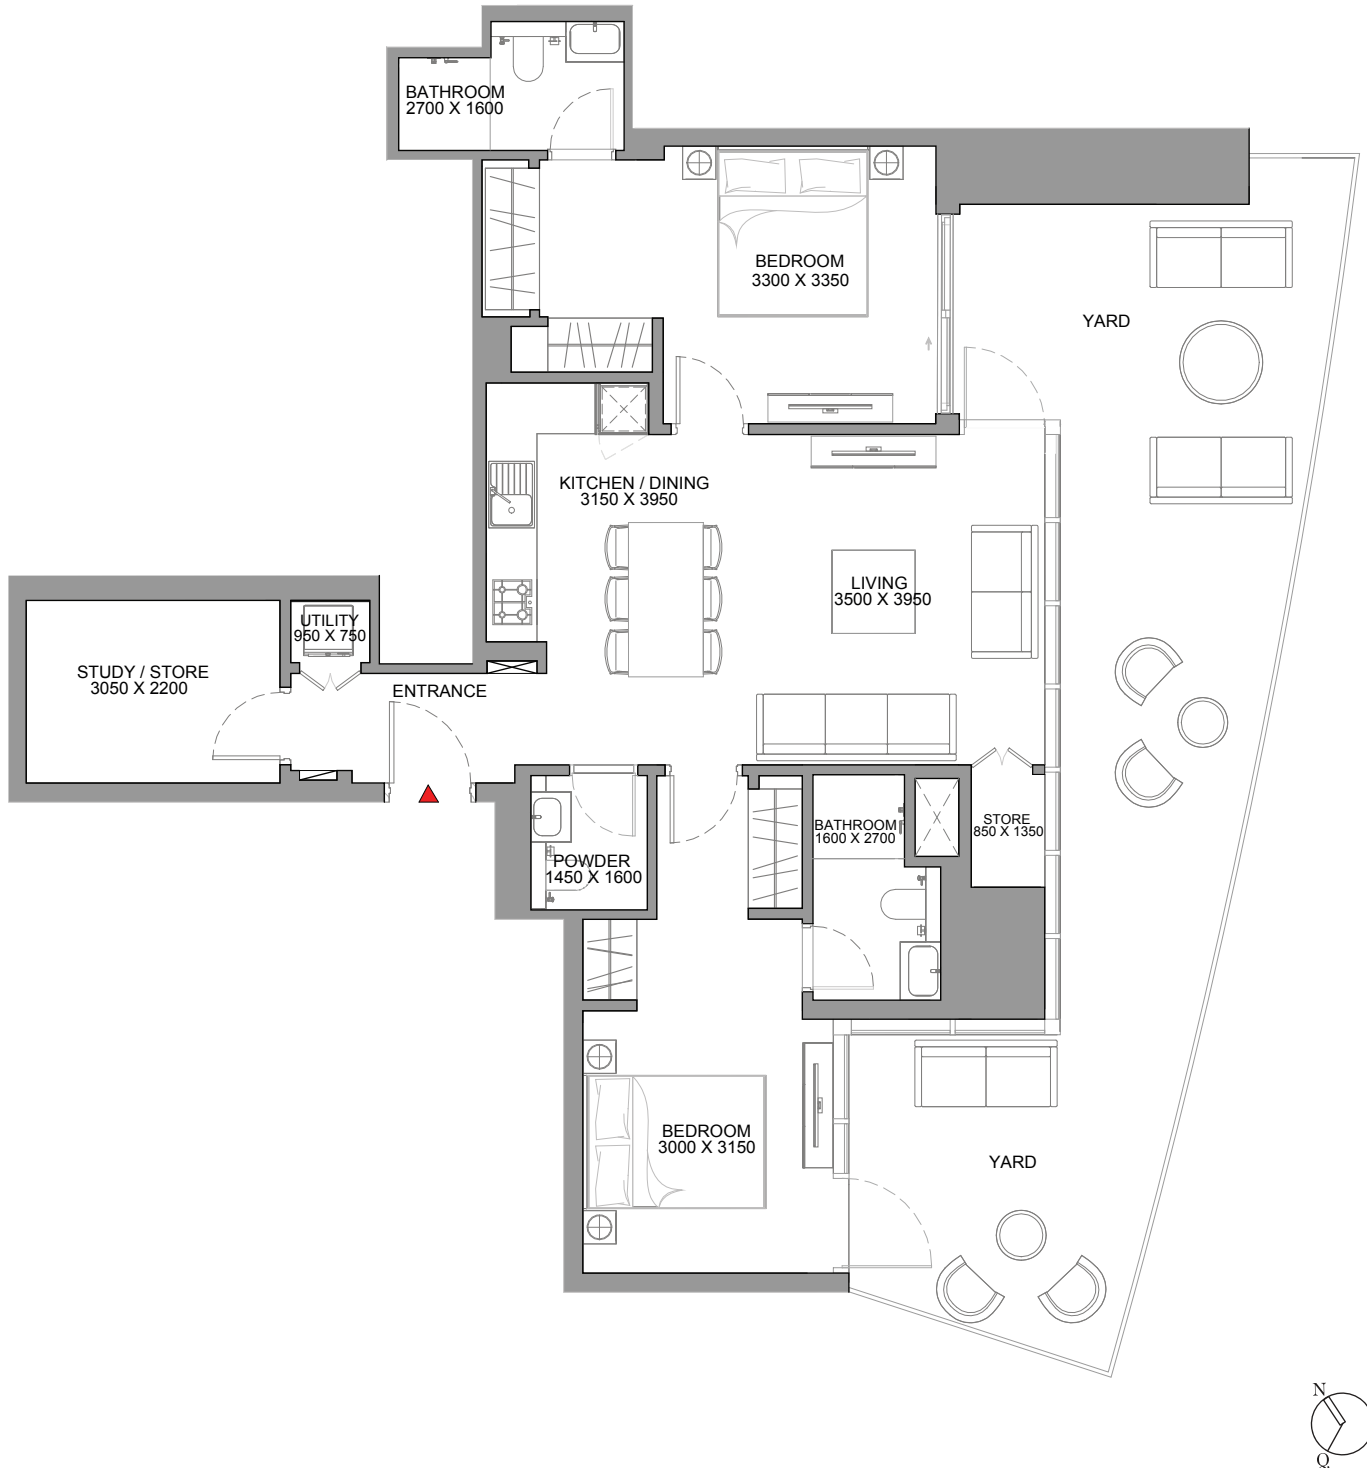 BATHROOM
2700 X 1600
BEDROOM
3300 X 3350
YARD
KITCHEN / DINING
3150 X 3950
LIVING
3500 X 3950
UTILITY
950 X 750
STUDY / STORE
3050 X 2200
ENTRANCE
BATHROOM
1600 X 2700
STORE
850 X 1350
POWDER
1450 X 1600
BEDROOM
3000 X 3150
YARD
N
Q